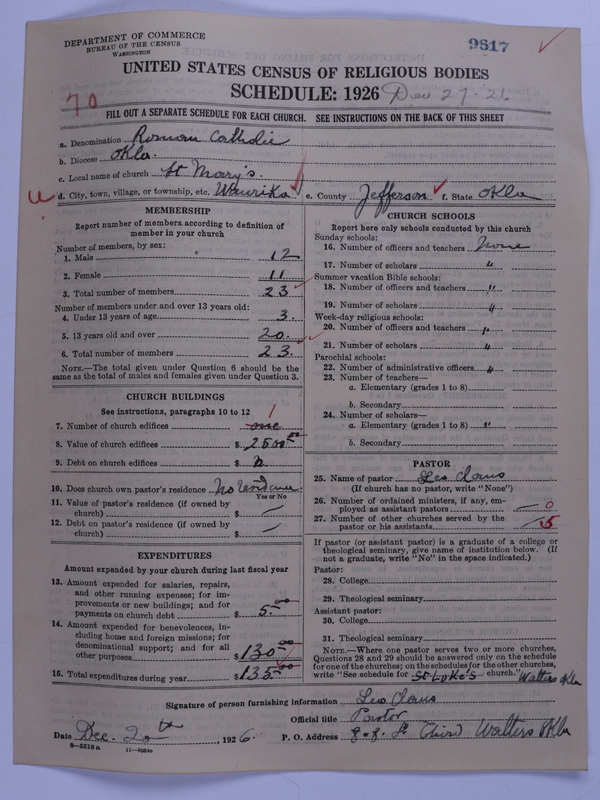 DEPARTMENT OF COMMERCE
BUREAU OF THE CENSUS
WASHINGTON
9617
UNITED STATES CENSUS OF RELIGIOUS BODIES
SCHEDULE: 1926
70
FILL OUT A SEPARATE SCHEDULE FOR EACH CHURCH. SEE INSTRUCTIONS ON THE BACK OF THIS SHEET
a. Denomination Roman Catholic
b. Diocese Okla.
c. Local name of church St Mary's.
d. City, town, village, or township, etc. Waurika e. County Jefferson f. State Okla
MEMBERSHIP
Report number of members according to definition of
member in your church
Number of members, by sex:
1. Male 12
2. Female 11
3. Total number of members 23
Number of members under and over 13 years old:
4. Under 13 years of age 3.
5. 13 years old and over 20.
6. Total number of members 23.
NOTE.—The total given under Question 6 should be
same as the total of males and females given under Question 3.
CHURCH BUILDINGS
See instructions, paragraphs 10 to 12
7. Number of church edifices one 1
8. Value of church edifices $ 2500.00
9. Debt on church edifices $
10. Does church own pastor's residence No residence
Yes or No
11. Value of pastor's residence (if owned by
church) $ —
12. Debt on pastor's residence (if owned by
church) $ —
EXPENDITURES
Amount expended by your church during last fiscal year
13. Amount expended for salaries, repairs,
and other running expenses; for im-
provements or new buildings; and for
payments on church debt $ 5.00
14. Amount expended for benevolences, in-
cluding home and foreign missions; for
denominational support; and for all
other purposes $ 130.00
15. Total expenditures during year $ 135.00
CHURCH SCHOOLS
Report here only schools conducted by this church
Sunday schools:
16. Number of officers and teachers None
17. Number of scholars "
Summer vacation Bible schools:
18. Number of officers and teachers "
19. Number of scholars "
Week-day religious schools:
20. Number of officers and teachers "
21. Number of scholars "
Parochial schools:
22. Number of administrative officers "
23. Number of teachers—
a. Elementary (grades 1 to 8)
b. Secondary
24. Number of scholars—
a. Elementary (grades 1 to 8) "
b. Secondary
PASTOR
25. Name of pastor Leo Claus
(If church has no pastor, write "None")
26. Number of ordained ministers, if any, em-
ployed as assistant pastors 0
27. Number of other churches served by the
pastor or his assistants 5
If pastor (or assistant pastor) is a graduate of a college or
theological seminary, give name of institution below. (If
not a graduate, write "No" in the space indicated.)
Pastor:
28. College
29. Theological seminary
Assistant pastor:
30. College
31. Theological seminary
NOTE.—Where one pastor serves two or more churches,
Questions 28 and 29 should be answered only on the schedule
for one of the churches; on the schedules for the other churches,
write "See schedule for St Luke's church." Walters Okla
Signature of person furnishing information Leo Claus
Official title Pastor
Date Dec. 20th, 1926. P. O. Address Third Walters Okla
8—5518a